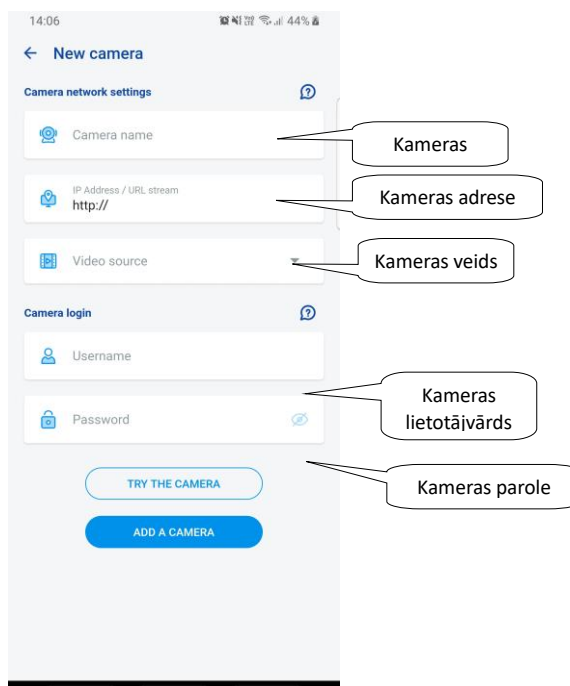 14:06 44%
New camera
Camera network settings
Camera name
Kameras
IP Address / URL stream
http://
Kameras adrese
Video source
Kameras veids
Camera login
Username
Kameras
lietotājvārds
Password
Kameras parole
TRY THE CAMERA
ADD A CAMERA